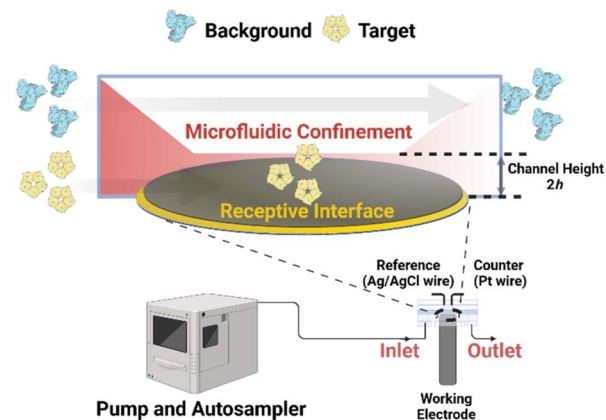 Background Target
Microfluidic Confinement
Channel Height
2h
Receptive Interface
Reference
(Ag/AgCl wire)
Counter
(Pt wire)
Inlet
Outlet
Pump and Autosampler
Working
Electrode